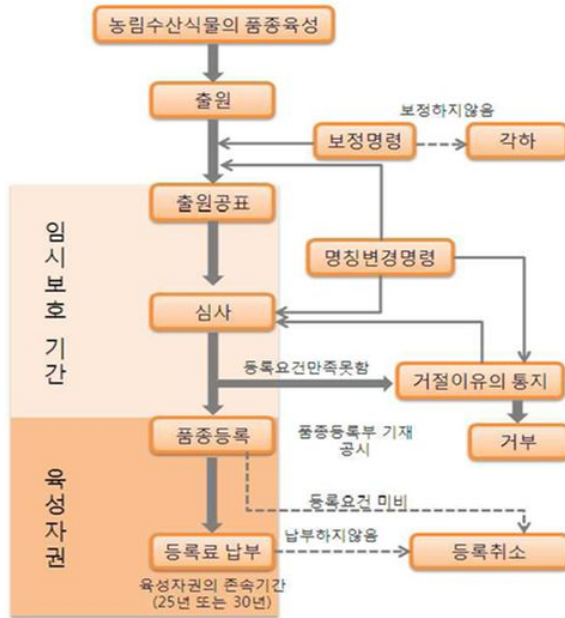 농림수산식물의 품종육성
출원
보정하지않음
보정명령
각하
출원공표
임시보호 기간
명칭변경명령
심사
등록요건만족못함
거절이유의 통지
품종등록
품종등록부 기재
공시
거부
육성자권
등록요건 미비
납부하지않음
등록료 납부
등록취소
육성자권의 존속기간
(25년 또는 30년)